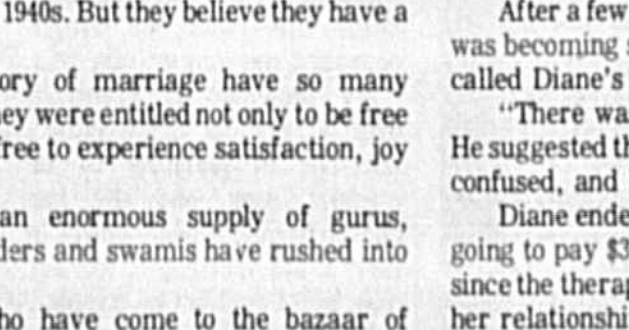 1940s. But they believe they have a
ory of marriage have so many
ey were entitled not only to be free
free to experience satisfaction, joy
an enormous supply of gurus,
ders and swamis have rushed into
ho have come to the bazaar of
After a few
was becoming
called Diane's
"There wa
He suggested th
confused, and
Diane ende
going to pay $3
since the therap
her relationshi